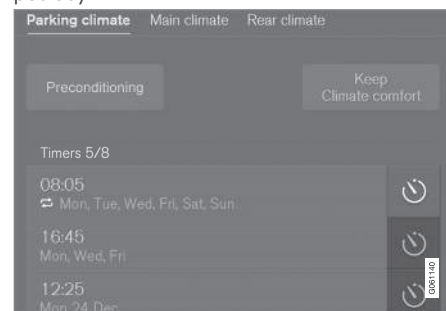 Parking climate Main climate Rear climate
Preconditioning
Keep
Climate comfort
Timers 5/8
08:05
Mon, Tue, Wed, Fri, Sat, Sun
16:45
Mon, Wed, Fri
12:25
Mon 24 Dec
G061140